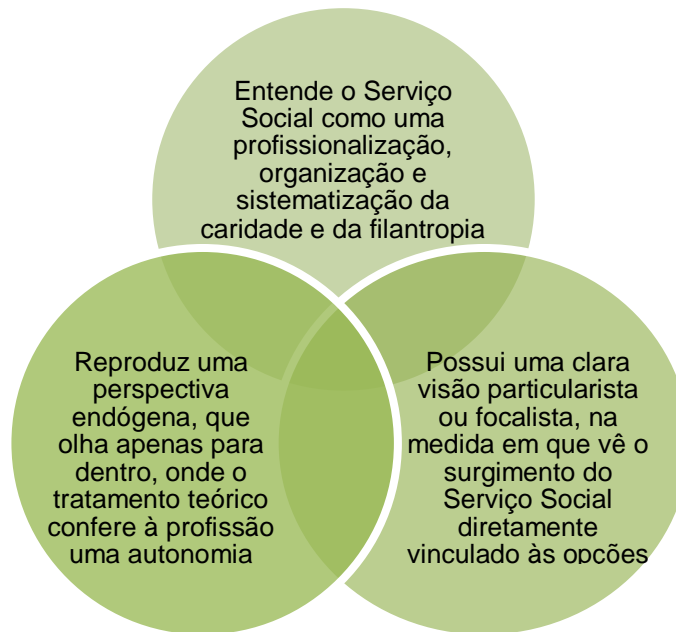 Entende o Serviço
Social como uma
profissionalização,
organização e
sistematização da
caridade e da filantropia
Reproduz uma
perspectiva
endógena, que
olha apenas para
dentro, onde o
tratamento teórico
confere à profissão
uma autonomia
Possui uma clara
visão particularista
ou focalista, na
medida em que vê o
surgimento do
Serviço Social
diretamente
vinculado às opções